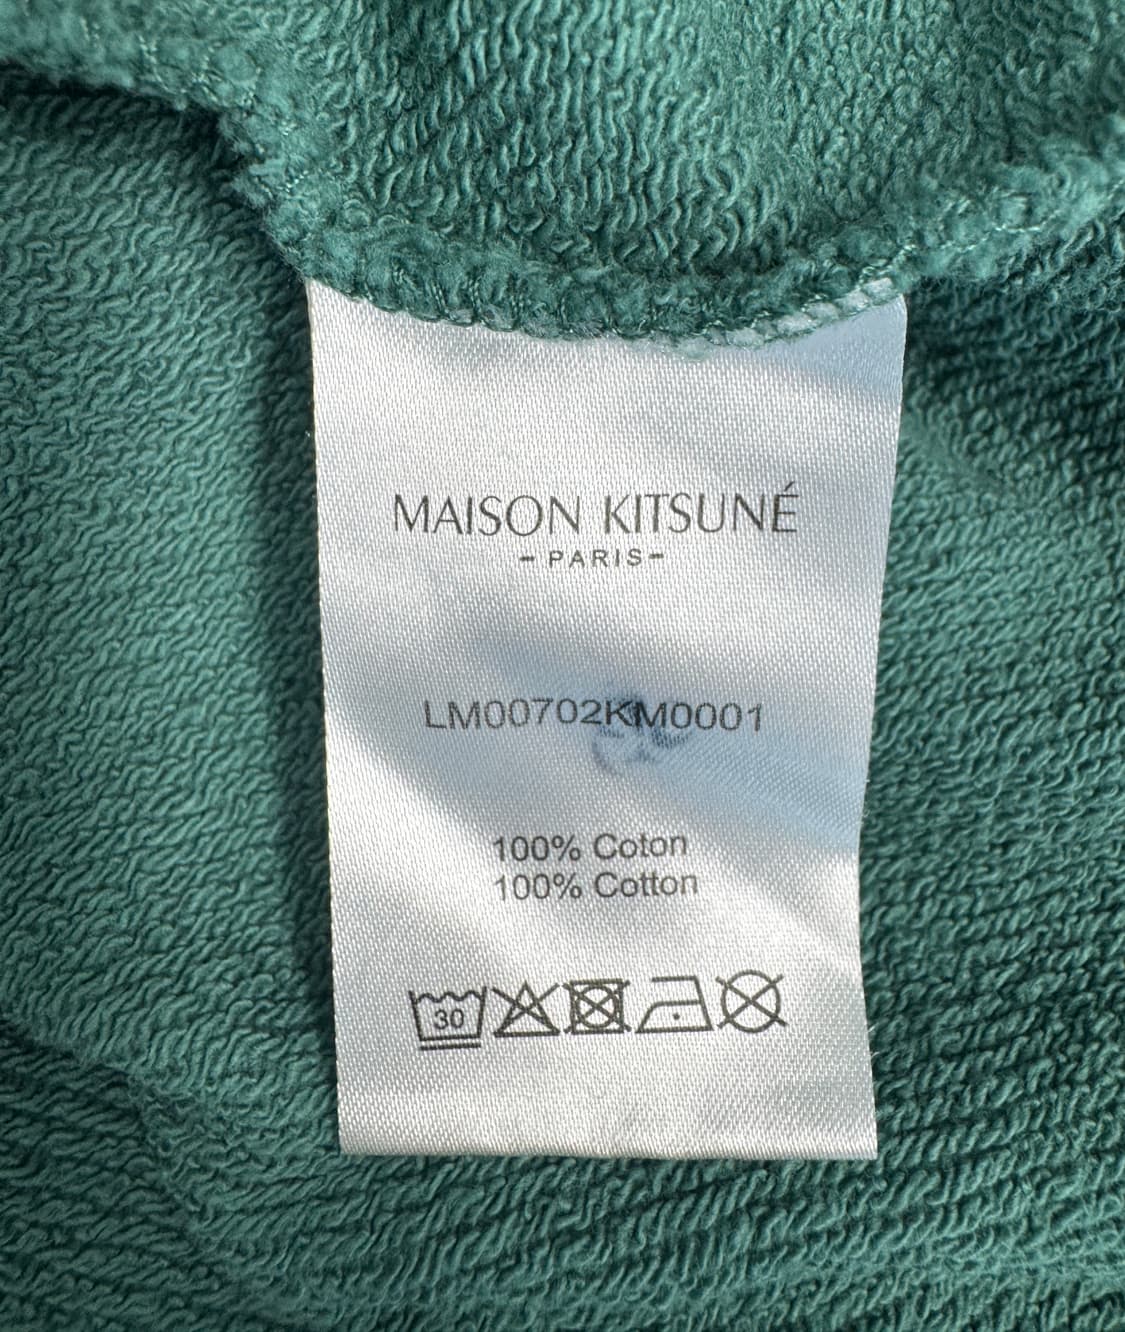 MAISON KITSUNÉ
- PARIS -
LM00702KM0001
100% Coton
100% Cotton
30